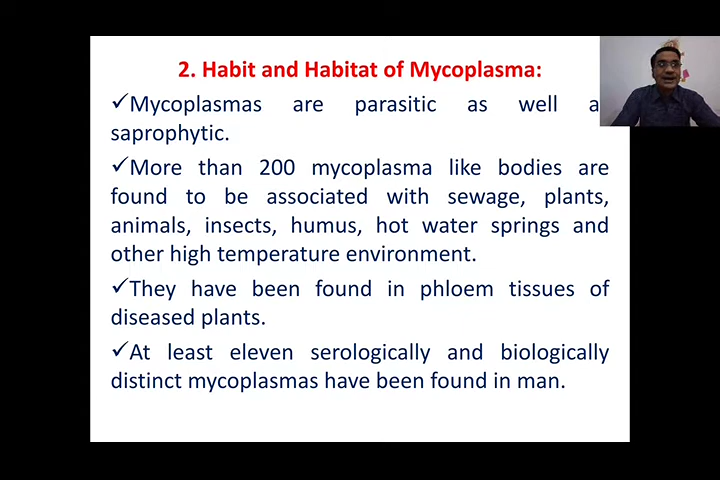 2. Habit and Habitat of Mycoplasma:
✓Mycoplasmas are parasitic as well a
saprophytic.
✓More than 200 mycoplasma like bodies are
found to be associated with sewage, plants,
animals, insects, humus, hot water springs and
other high temperature environment.
✓They have been found in phloem tissues of
diseased plants.
✓At least eleven serologically and biologically
distinct mycoplasmas have been found in man.